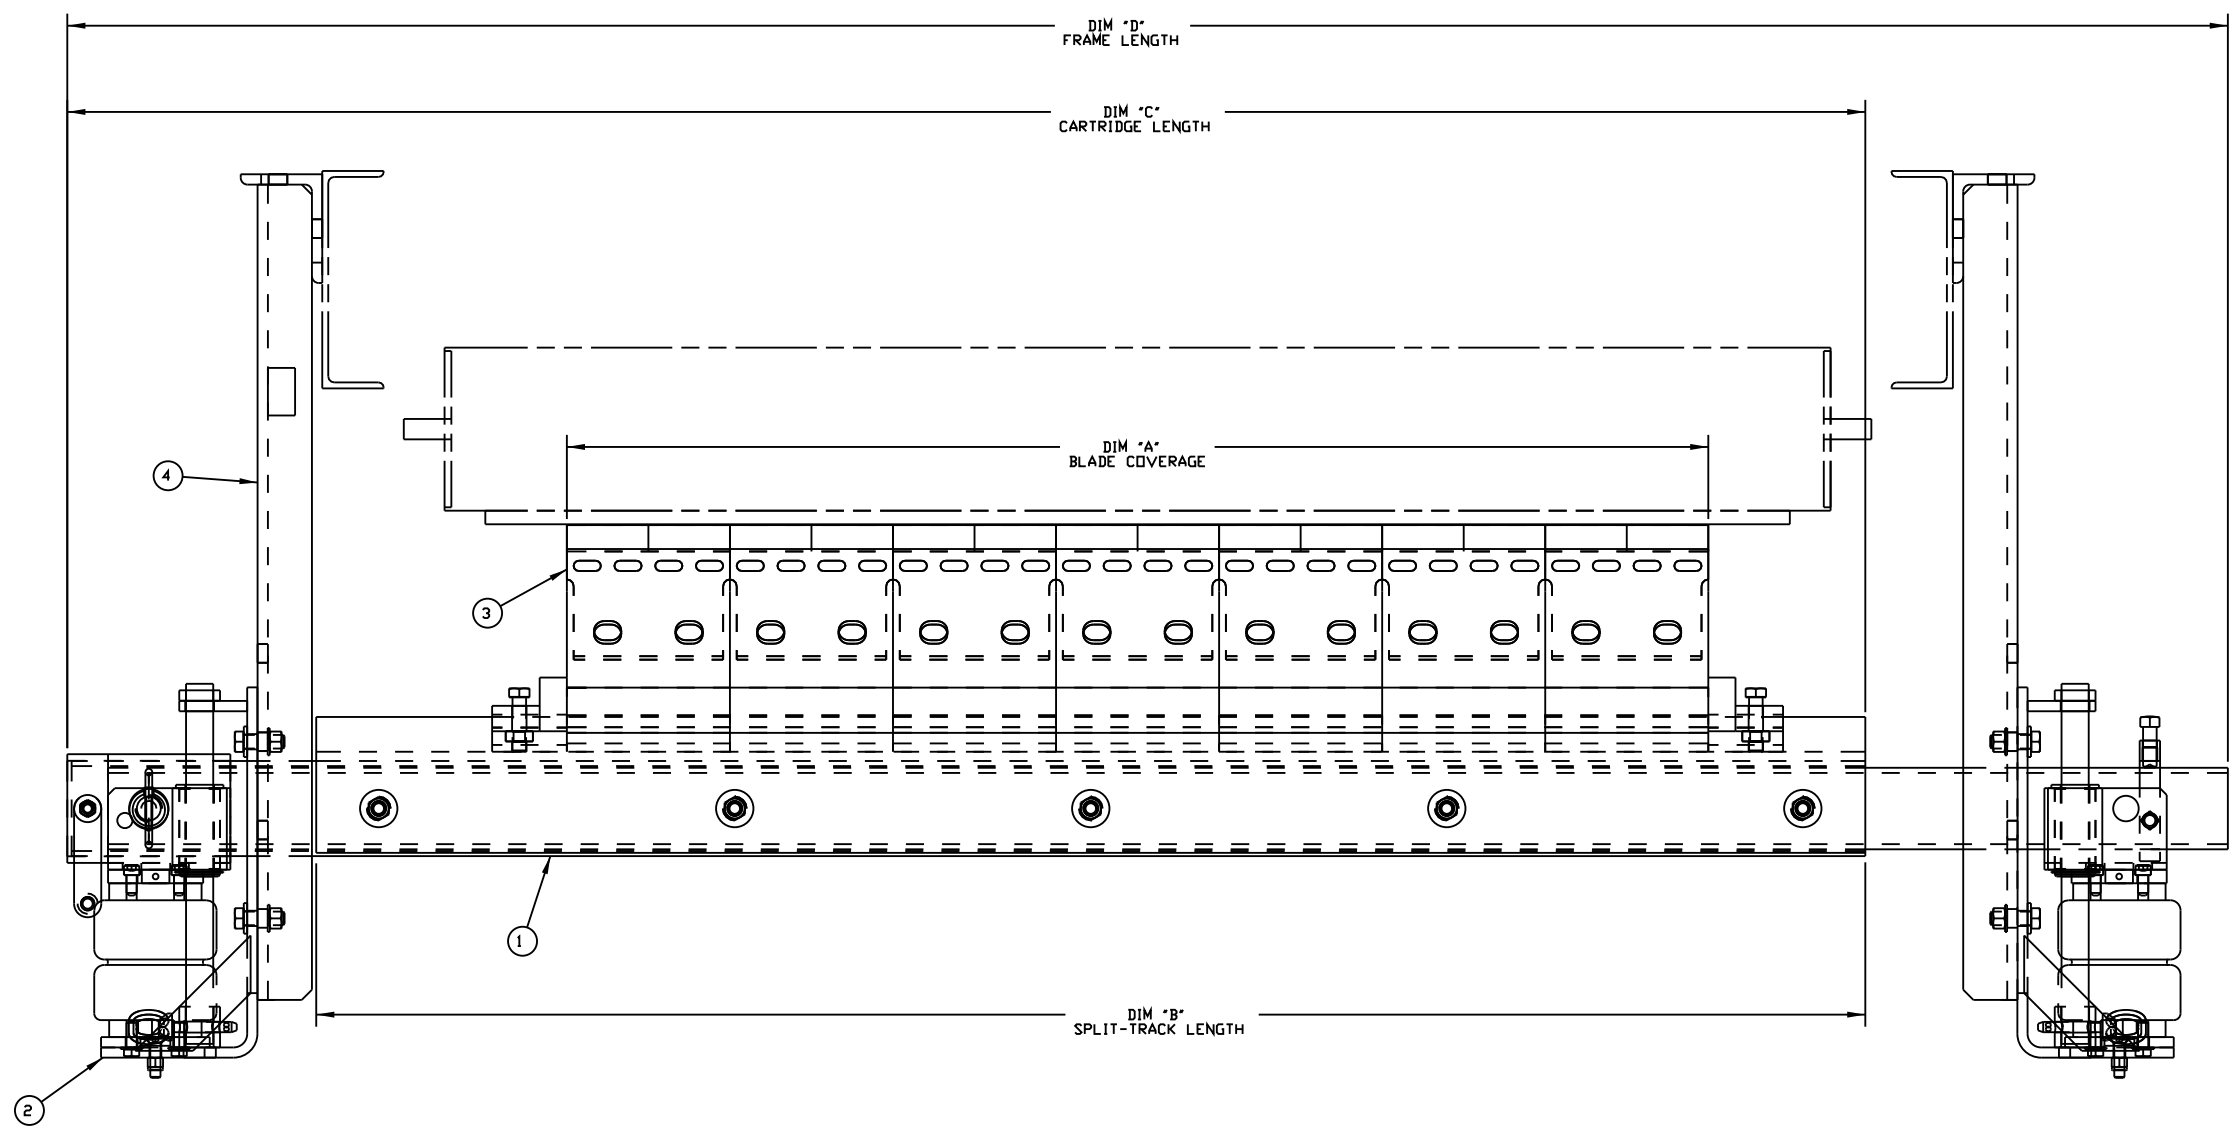 DIM "D"
FRAME LENGTH
DIM "C"
CARTRIDGE LENGTH
DIM "A"
BLADE COVERAGE
4
3
1
DIM "B"
SPLIT-TRACK LENGTH
2